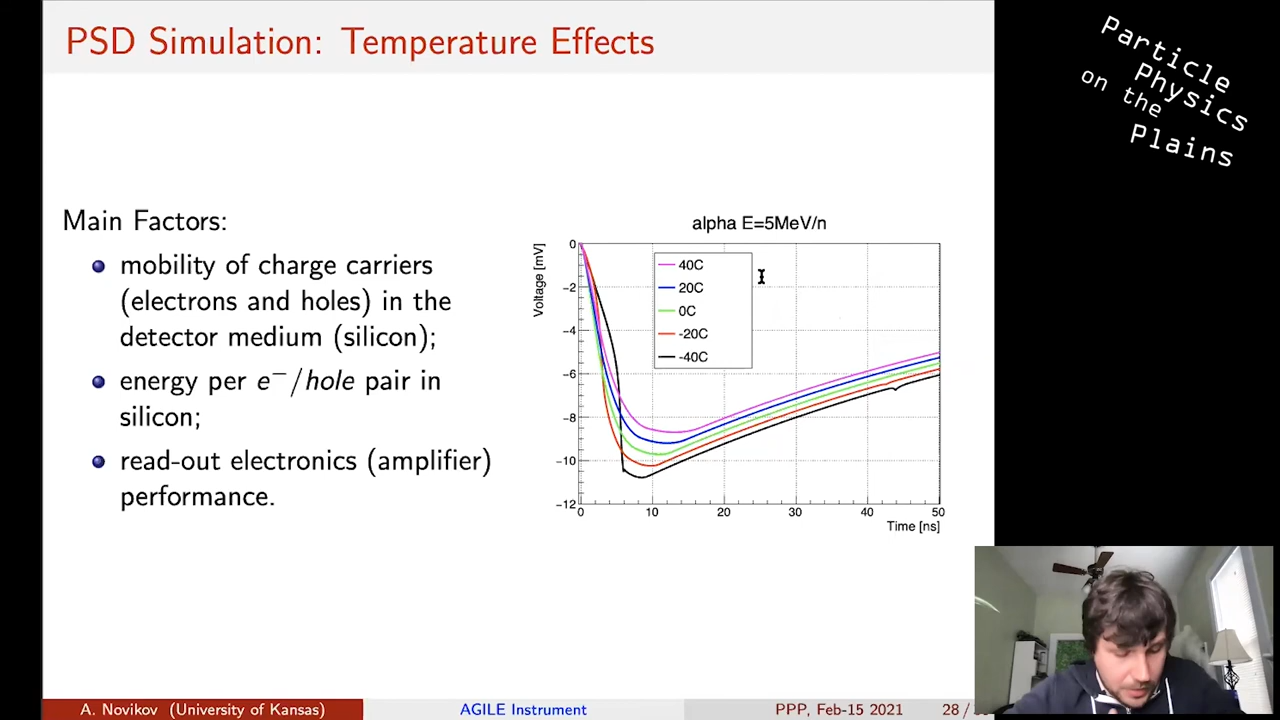 PSD Simulation: Temperature Effects
Particle
Physics
on the
Plains
Main Factors:
mobility of charge carriers
(electrons and holes) in the
detector medium (silicon);
energy per e−/hole pair in
silicon;
read-out electronics (amplifier)
performance.
alpha E=5MeV/n
Voltage [mV]
0
−2
−4
−6
−8
−10
−12
40C
20C
0C
-20C
-40C
0 10 20 30 40 50
Time [ns]
A. Novikov (University of Kansas) AGILE Instrument PPP, Feb-15 2021 28 /